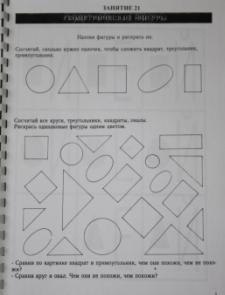 ЗАНЯТИЕ 21
ГЕОМЕТРИЧЕСКИЕ ФИГУРЫ
Назови фигуры и раскрась их.
Сосчитай, сколько нужно палочек, чтобы сложить квадрат, треугольник,
прямоугольник.
Сосчитай все круги, треугольники, квадраты, овалы.
Раскрась одинаковые фигуры одним цветом.
- Сравни по картинке квадрат и прямоугольник, чем они похожи, чем не похо-
жи?
- Сравни круг и овал. Чем они не похожи, чем похожи?